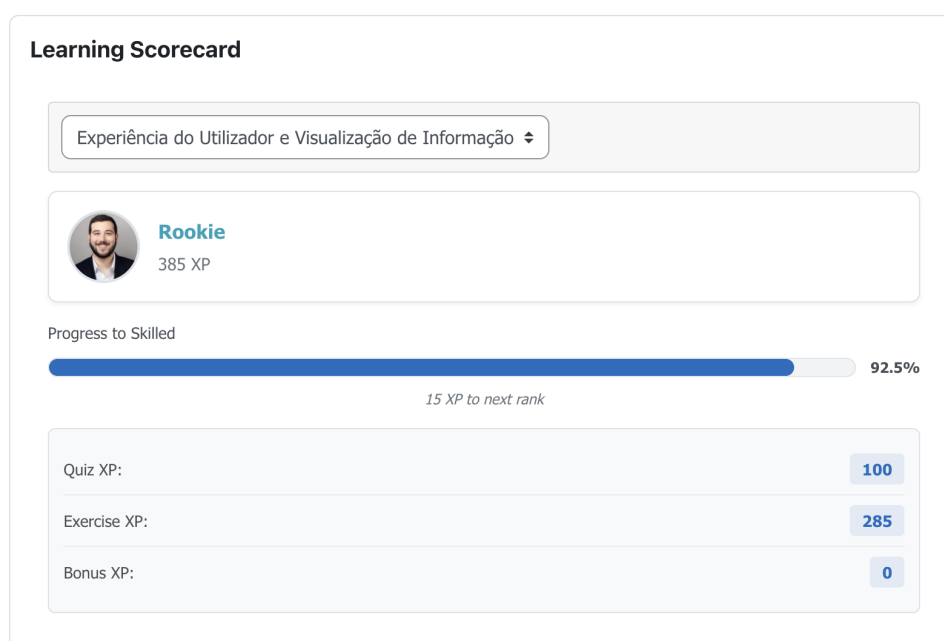 Learning Scorecard
Experiência do Utilizador e Visualização de Informação
Rookie
385 XP
Progress to Skilled
92.5%
15 XP to next rank
Quiz XP:
100
Exercise XP:
285
Bonus XP:
0